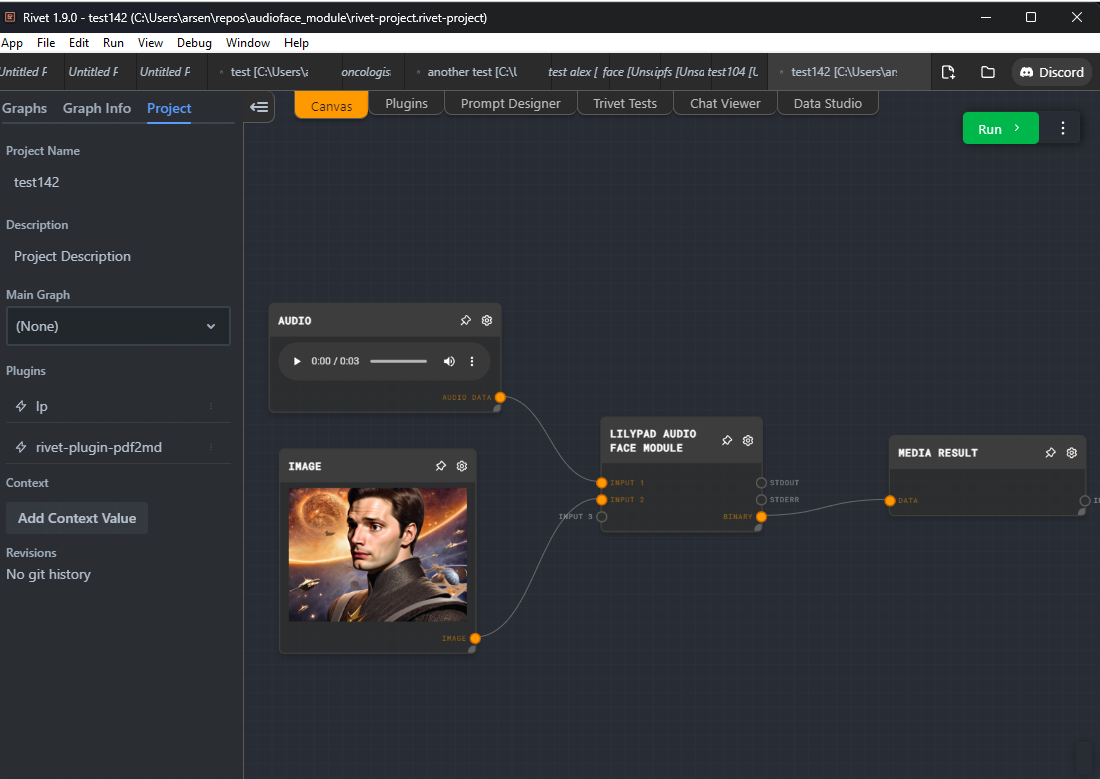 Rivet 1.9.0 - test142 (C:\Users\arsen\repos\audioface_module\rivet-project.rivet-project)
App File Edit Run View Debug Window Help
Untitled F Untitled F Untitled F test [C:\Users\a oncologis another test [C:\U test alex [ face [Unsa ipfs [Unsa test104 [U test142 [C:\Users\ars Discord
Graphs Graph Info Project
Canvas Plugins Prompt Designer Trivet Tests Chat Viewer Data Studio
Run
Project Name
test142
Description
Project Description
Main Graph
(None)
Plugins
lp
rivet-plugin-pdf2md
Context
Add Context Value
Revisions
No git history
AUDIO
0:00 / 0:03
AUDIO DATA
IMAGE
IMAGE
LILYPAD AUDIO
FACE MODULE
INPUT 1
INPUT 2
INPUT 3
STDOUT
STDERR
BINARY
MEDIA RESULT
DATA